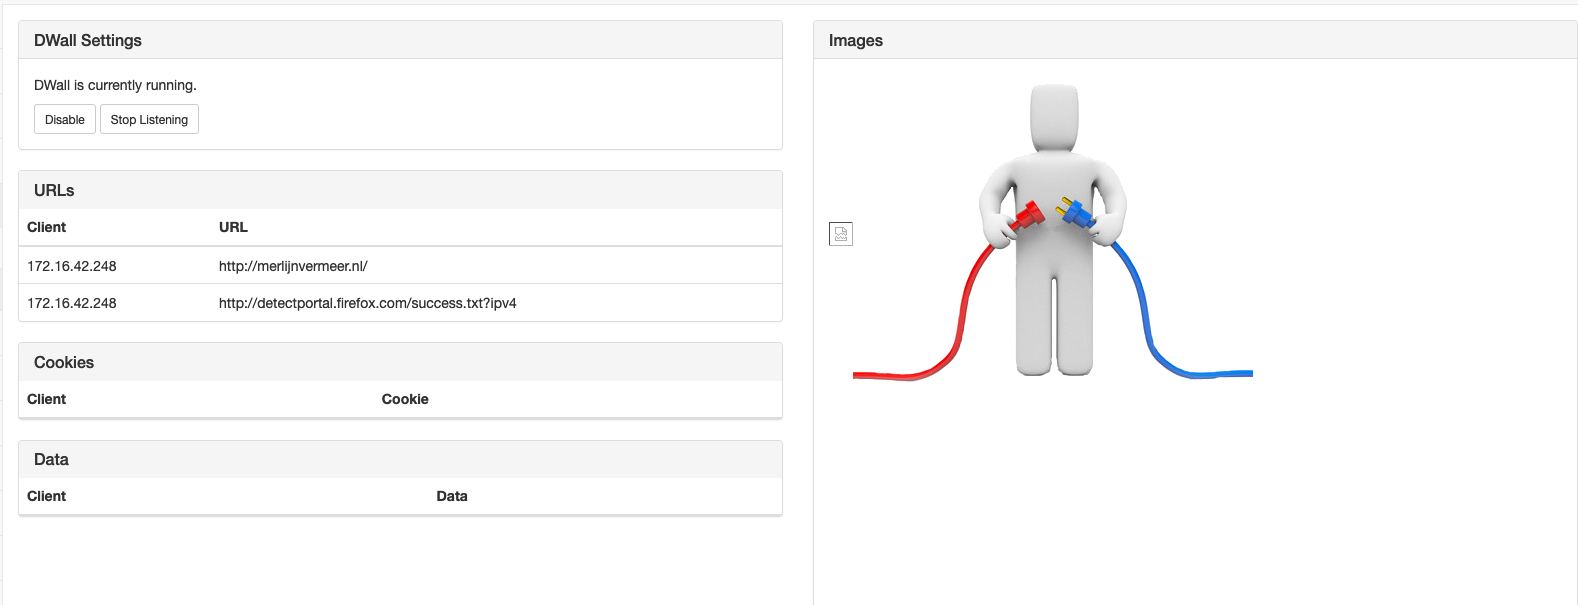 DWall Settings
DWall is currently running.
Disable Stop Listening
URLs
Client URL
172.16.42.248 http://merlijnvermeer.nl/
172.16.42.248 http://detectportal.firefox.com/success.txt?ipv4
Cookies
Client Cookie
Data
Client Data
Images